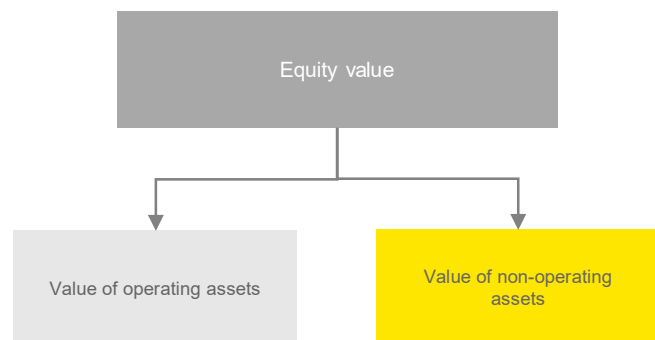 Equity value
Value of operating assets
Value of non-operating
assets